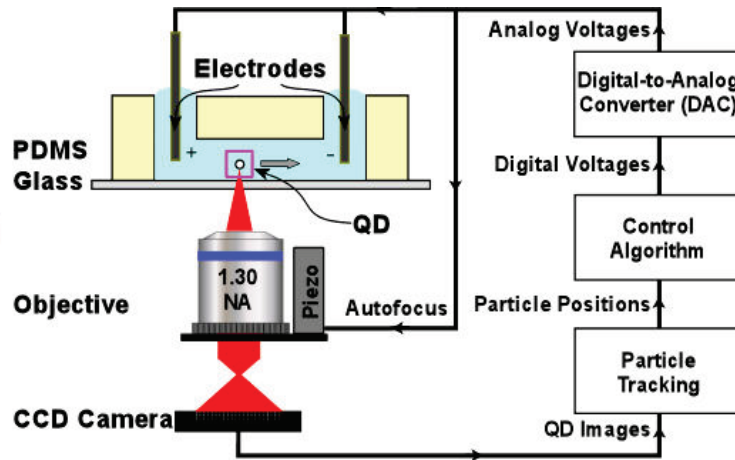 Analog Voltages
Electrodes
Digital-to-Analog
Converter (DAC)
PDMS
+
-
Glass
Digital Voltages
QD
Control
Algorithm
1.30
NA
Objective
Piezo
Autofocus
Particle Positions
Particle
Tracking
CCD Camera
QD Images